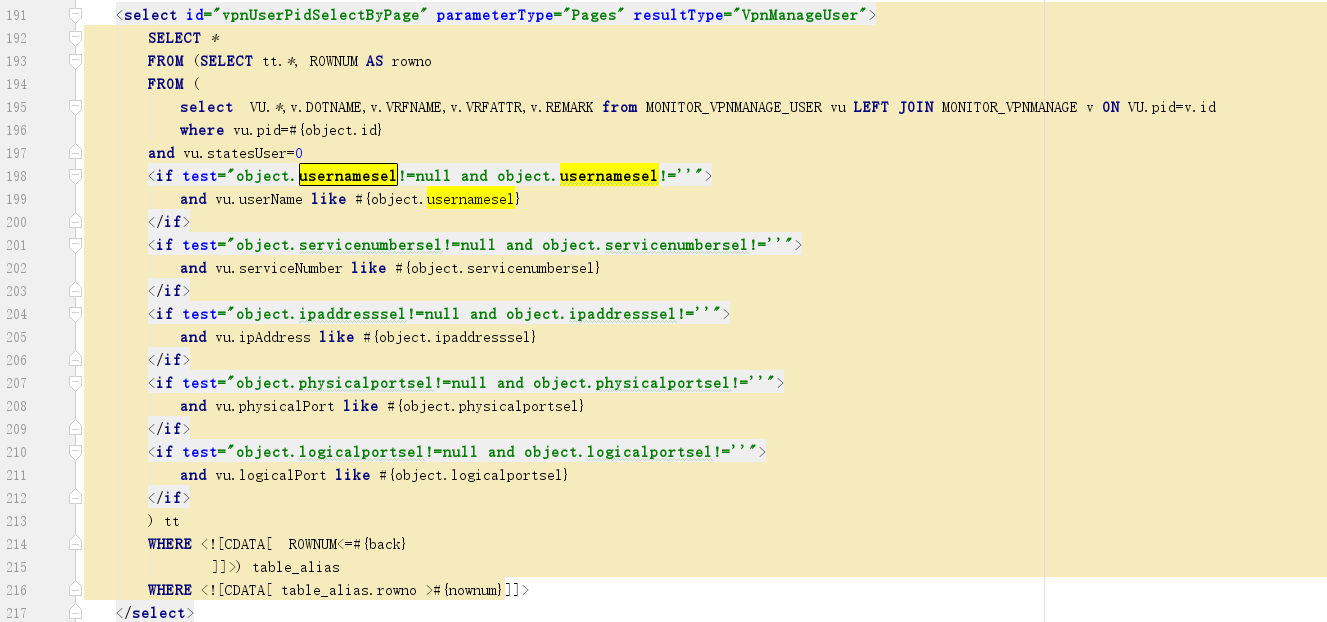 191 <select id="vpnUserPidSelectByPage" parameterType="Pages" resultType="VpnManageUser">
192 SELECT *
193 FROM (SELECT tt.*, ROWNUM AS rowno
194 FROM (
195 select VU.*,v.DOTNAME,v.VRFNAME,v.VRFATTR,v.REMARK from MONITOR_VPNMANAGE_USER vu LEFT JOIN MONITOR_VPNMANAGE v ON VU.pid=v.id
196 where vu.pid=#{object.id}
197 and vu.statesUser=0
198 <if test="object.usernamesel!=null and object.usernamesel!=''">
199 and vu.userName like #{object.usernamesel}
200 </if>
201 <if test="object.servicenumbersel!=null and object.servicenumbersel!=''">
202 and vu.serviceNumber like #{object.servicenumbersel}
203 </if>
204 <if test="object.ipaddresssel!=null and object.ipaddresssel!=''">
205 and vu.ipAddress like #{object.ipaddresssel}
206 </if>
207 <if test="object.physicalportsel!=null and object.physicalportsel!=''">
208 and vu.physicalPort like #{object.physicalportsel}
209 </if>
210 <if test="object.logicalportsel!=null and object.logicalportsel!=''">
211 and vu.logicalPort like #{object.logicalportsel}
212 </if>
213 ) tt
214 WHERE <![CDATA[ ROWNUM<=#{back}
215 ]]>) table_alias
216 WHERE <![CDATA[ table_alias.rowno >#{nownum}]]>
217 </select>